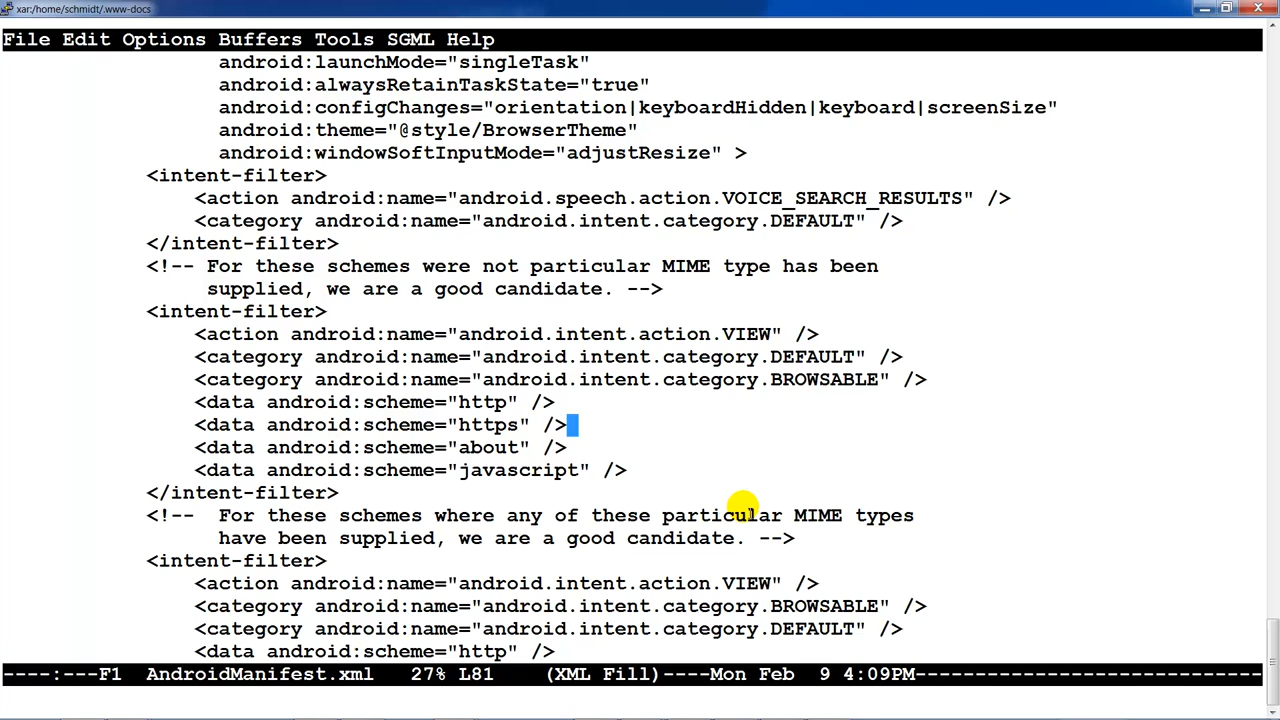 xar:/home/schmidt/.www-docs
File Edit Options Buffers Tools SGML Help
android:launchMode="singleTask"
android:alwaysRetainTaskState="true"
android:configChanges="orientation|keyboardHidden|keyboard|screenSize"
android:theme="@style/BrowserTheme"
android:windowSoftInputMode="adjustResize" >
<intent-filter>
<action android:name="android.speech.action.VOICE_SEARCH_RESULTS" />
<category android:name="android.intent.category.DEFAULT" />
</intent-filter>
<!-- For these schemes were not particular MIME type has been
supplied, we are a good candidate. -->
<intent-filter>
<action android:name="android.intent.action.VIEW" />
<category android:name="android.intent.category.DEFAULT" />
<category android:name="android.intent.category.BROWSABLE" />
<data android:scheme="http" />
<data android:scheme="https" />
<data android:scheme="about" />
<data android:scheme="javascript" />
</intent-filter>
<!--  For these schemes where any of these particular MIME types
have been supplied, we are a good candidate. -->
<intent-filter>
<action android:name="android.intent.action.VIEW" />
<category android:name="android.intent.category.BROWSABLE" />
<category android:name="android.intent.category.DEFAULT" />
<data android:scheme="http" />
----:---F1  AndroidManifest.xml   27% L81    (XML Fill)----Mon Feb  9 4:09PM-----------------------------